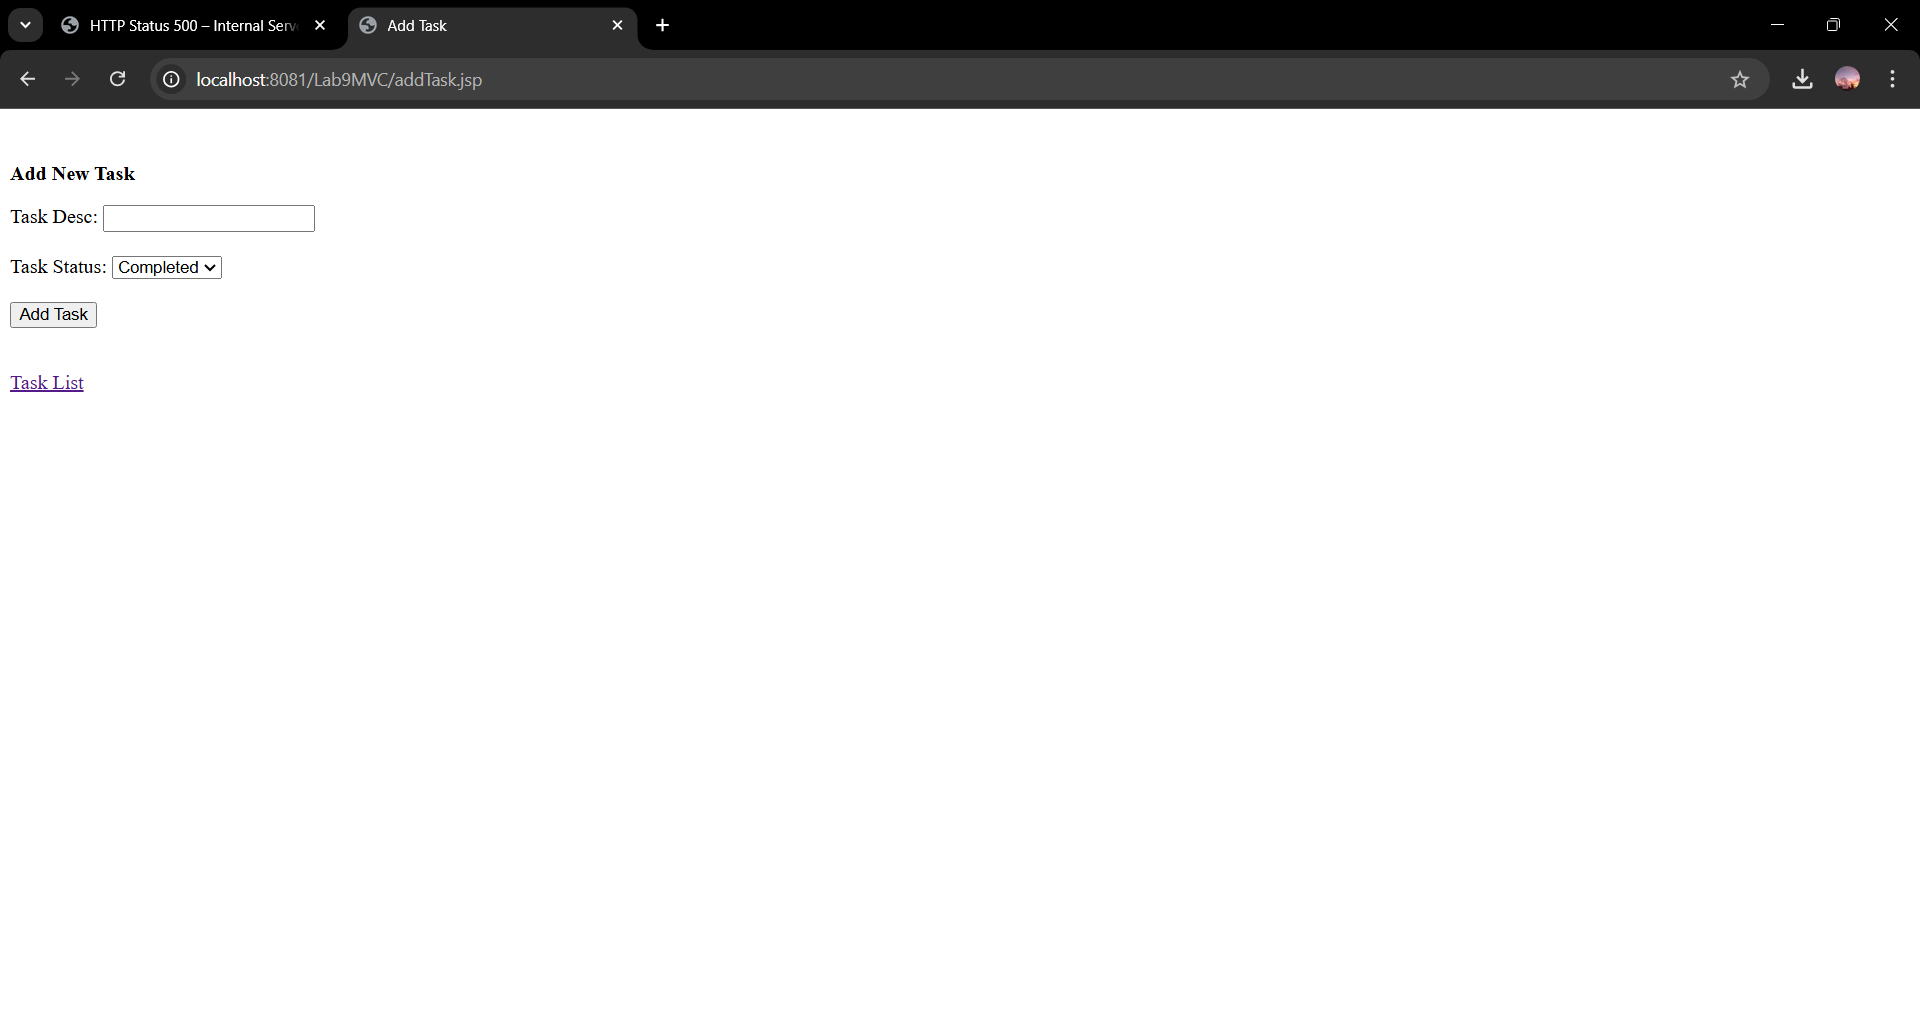 HTTP Status 500 – Internal Serv
Add Task
localhost:8081/Lab9MVC/addTask.jsp
Add New Task
Task Desc:
Task Status: Completed
Add Task
Task List